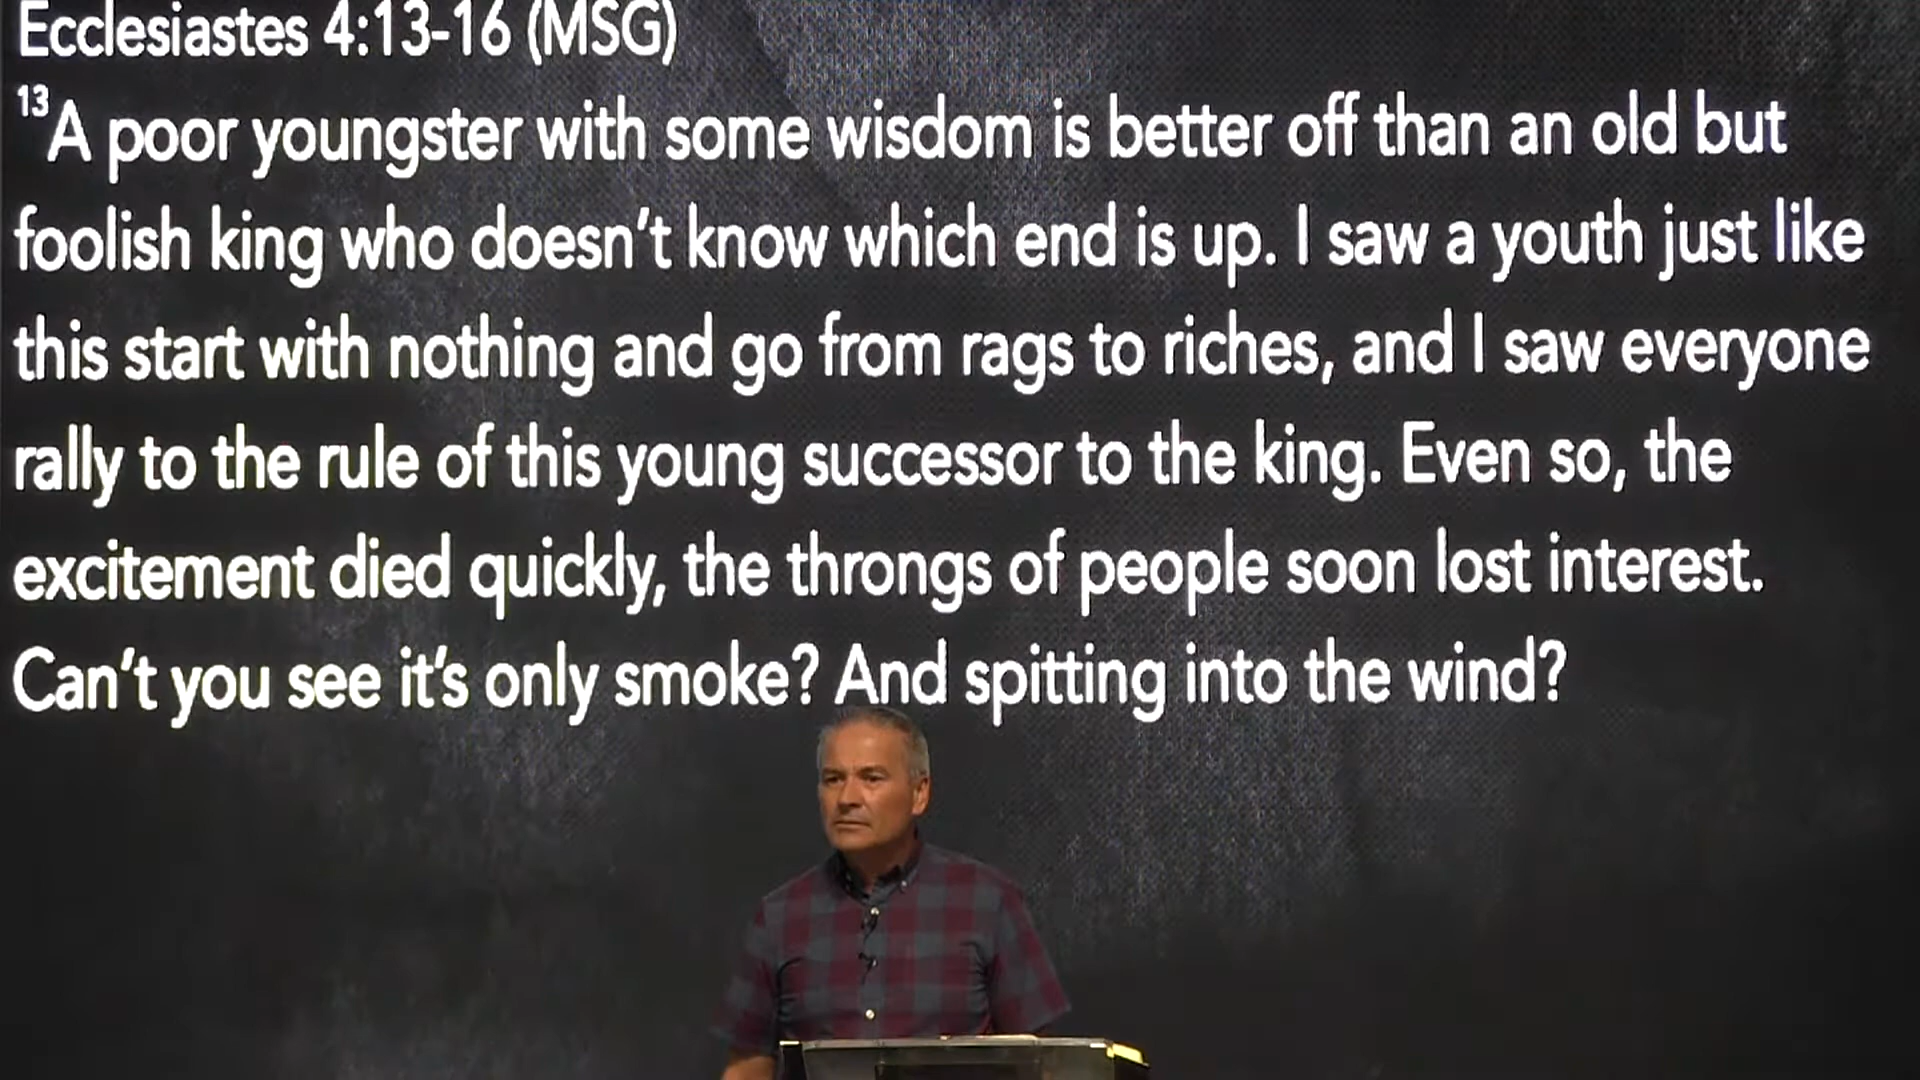 Ecclesiastes 4:13-16 (MSG)
13A poor youngster with some wisdom is better off than an old but
foolish king who doesn't know which end is up. I saw a youth just like
this start with nothing and go from rags to riches, and I saw everyone
rally to the rule of this young successor to the king. Even so, the
excitement died quickly, the throngs of people soon lost interest.
Can't you see it's only smoke? And spitting into the wind?